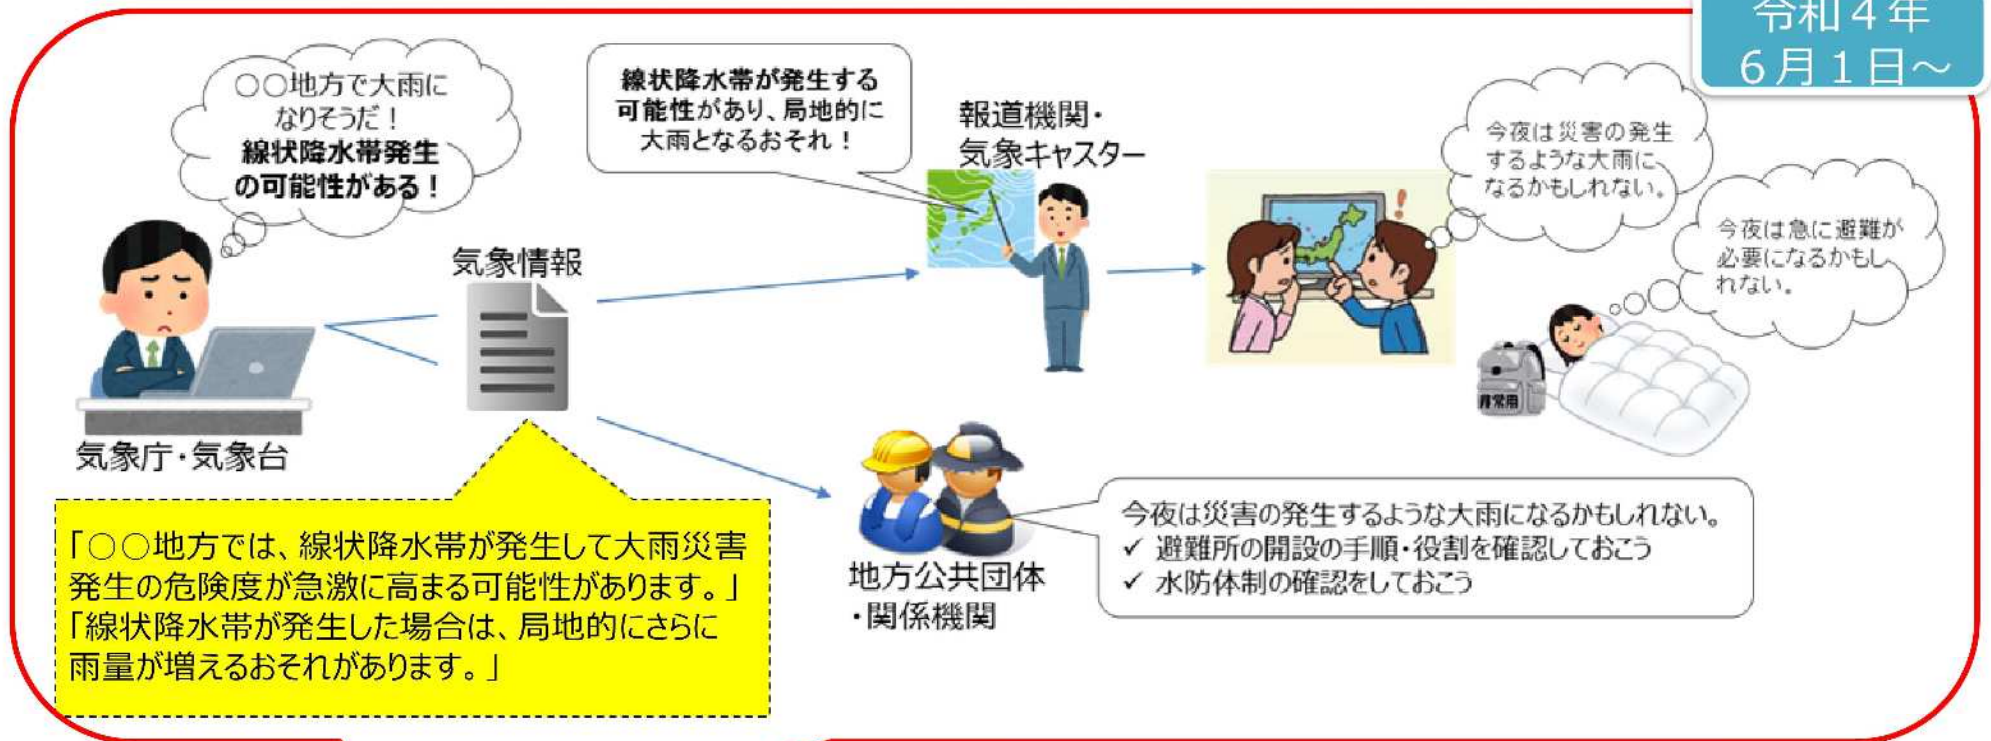 令和４年
６月１日～
○○地方で大雨に
なりそうだ！
線状降水帯発生
の可能性がある！
線状降水帯が発生する
可能性があり、局地的に
大雨となるおそれ！
報道機関・
気象キャスター
今夜は災害の発生
するような大雨に
なるかもしれない。
今夜は急に避難が
必要になるかもし
れない。
気象情報
非常用
気象庁・気象台
「○○地方では、線状降水帯が発生して大雨災害
発生の危険度が急激に高まる可能性があります。」
「線状降水帯が発生した場合は、局地的にさらに
雨量が増えるおそれがあります。」
地方公共団体
・関係機関
今夜は災害の発生するような大雨になるかもしれない。
✓ 避難所の開設の手順・役割を確認しておこう
✓ 水防体制の確認をしておこう